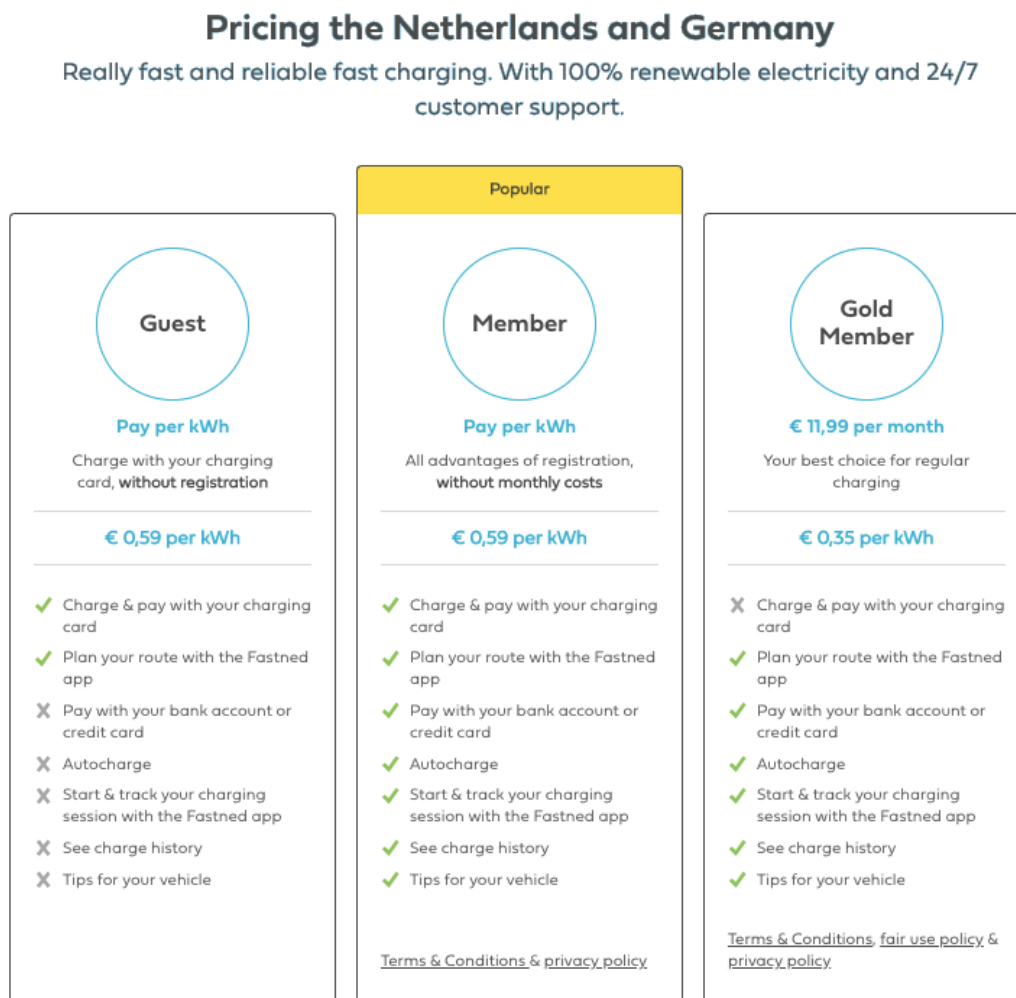 Pricing the Netherlands and Germany
Really fast and reliable fast charging. With 100% renewable electricity and 24/7
customer support.
Guest
Pay per kWh
Charge with your charging
card, without registration
€ 0,59 per kWh
Charge & pay with your charging
card
Plan your route with the Fastned
app
Pay with your bank account or
credit card
Autocharge
Start & track your charging
session with the Fastned app
See charge history
Tips for your vehicle
Popular
Member
Pay per kWh
All advantages of registration,
without monthly costs
€ 0,59 per kWh
Charge & pay with your charging
card
Plan your route with the Fastned
app
Pay with your bank account or
credit card
Autocharge
Start & track your charging
session with the Fastned app
See charge history
Tips for your vehicle
Terms & Conditions & privacy policy
Gold
Member
€ 11,99 per month
Your best choice for regular
charging
€ 0,35 per kWh
Charge & pay with your charging
card
Plan your route with the Fastned
app
Pay with your bank account or
credit card
Autocharge
Start & track your charging
session with the Fastned app
See charge history
Tips for your vehicle
Terms & Conditions, fair use policy &
privacy policy